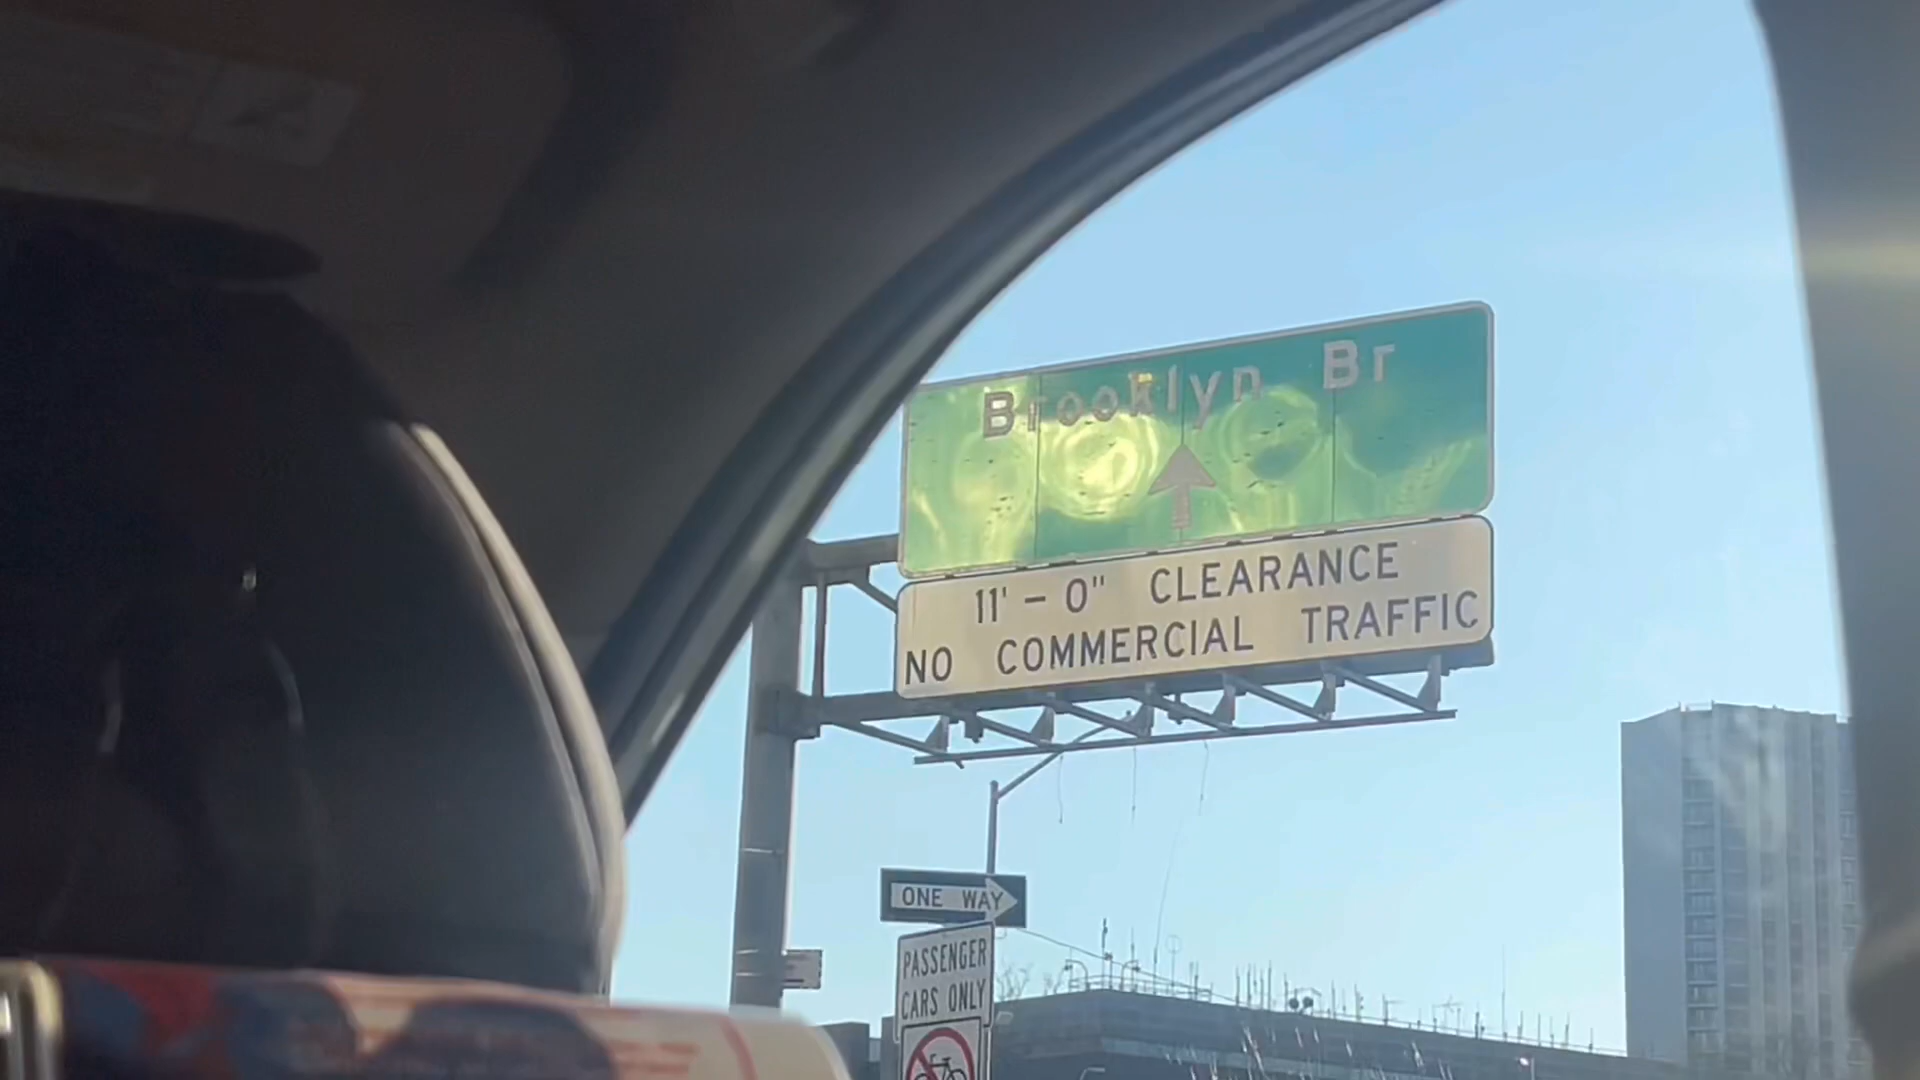 Brooklyn Br
11' - 0" CLEARANCE
NO COMMERCIAL TRAFFIC
ONE WAY
PASSENGER
CARS ONLY